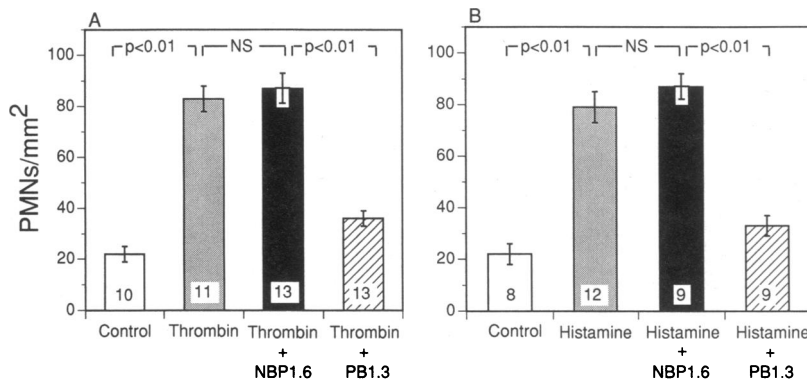 A
p<0.01 NS p<0.01
100
80
60
40
20
0
PMNs/mm2
10 11 13 13
Control Thrombin Thrombin Thrombin
+ +
NBP1.6 PB1.3
B
p<0.01 NS p<0.01
100
80
60
40
20
0
8 12 9 9
Control Histamine Histamine Histamine
+ +
NBP1.6 PB1.3